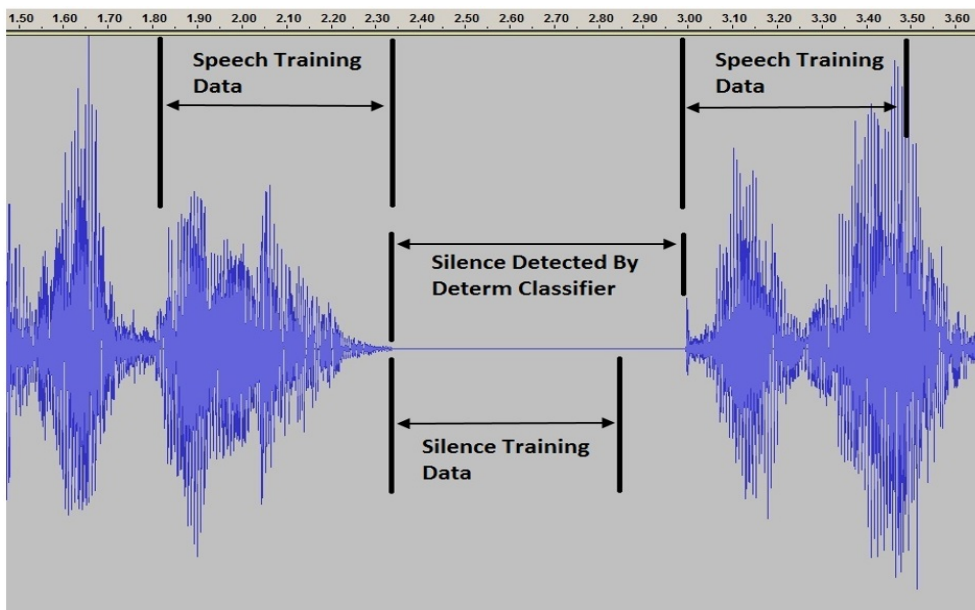 1.50 1.60 1.70 1.80 1.90 2.00 2.10 2.20 2.30 2.40 2.50 2.60 2.70 2.80 2.90 3.00 3.10 3.20 3.30 3.40 3.50 3.60
Speech Training
Data
Speech Training
Data
Silence Detected By
Determ Classifier
Silence Training
Data